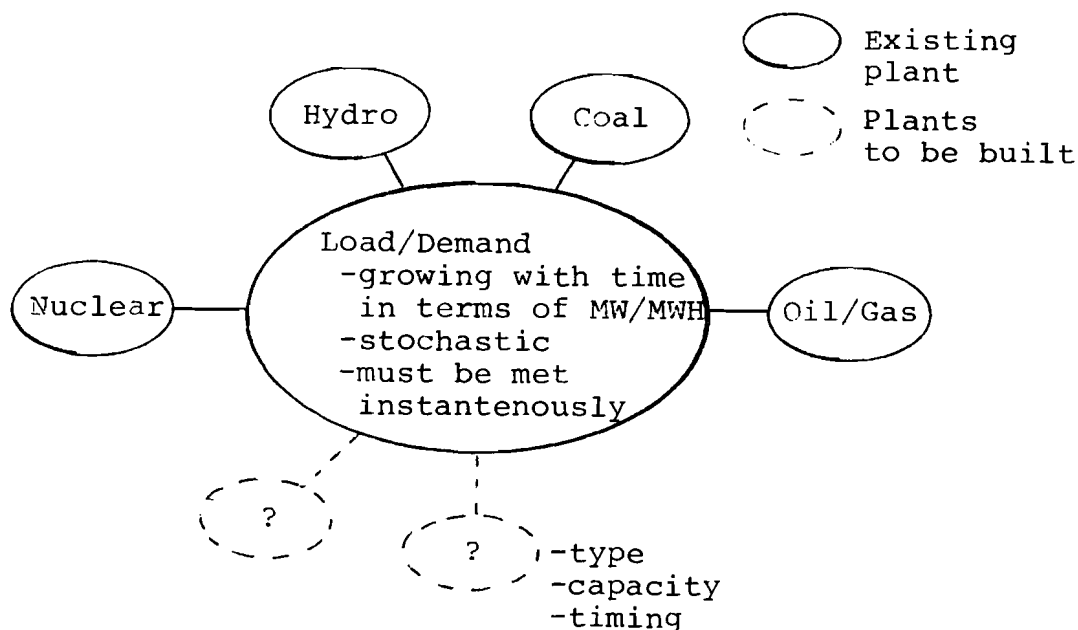 Existing
plant
Hydro
Coal
Plants
to be built
Load/Demand
-growing with time
in terms of MW/MWH
-stochastic
-must be met
instantenously
Nuclear
Oil/Gas
?
?
-type
-capacity
-timing